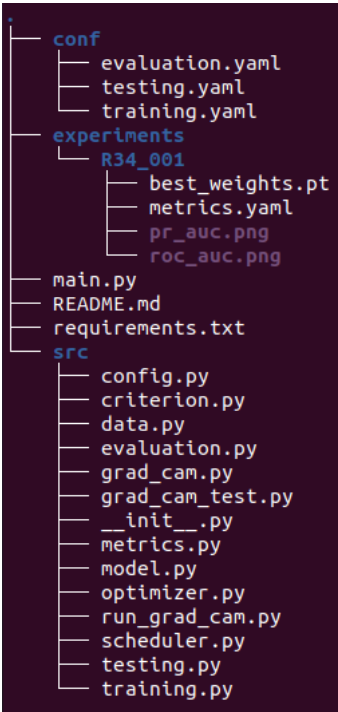 .
├── conf
│   ├── evaluation.yaml
│   ├── testing.yaml
│   └── training.yaml
├── experiments
│   └── R34_001
│       ├── best_weights.pt
│       ├── metrics.yaml
│       ├── pr_auc.png
│       └── roc_auc.png
├── main.py
├── README.md
├── requirements.txt
└── src
    ├── config.py
    ├── criterion.py
    ├── data.py
    ├── evaluation.py
    ├── grad_cam.py
    ├── grad_cam_test.py
    ├── __init__.py
    ├── metrics.py
    ├── model.py
    ├── optimizer.py
    ├── run_grad_cam.py
    ├── scheduler.py
    ├── testing.py
    └── training.py